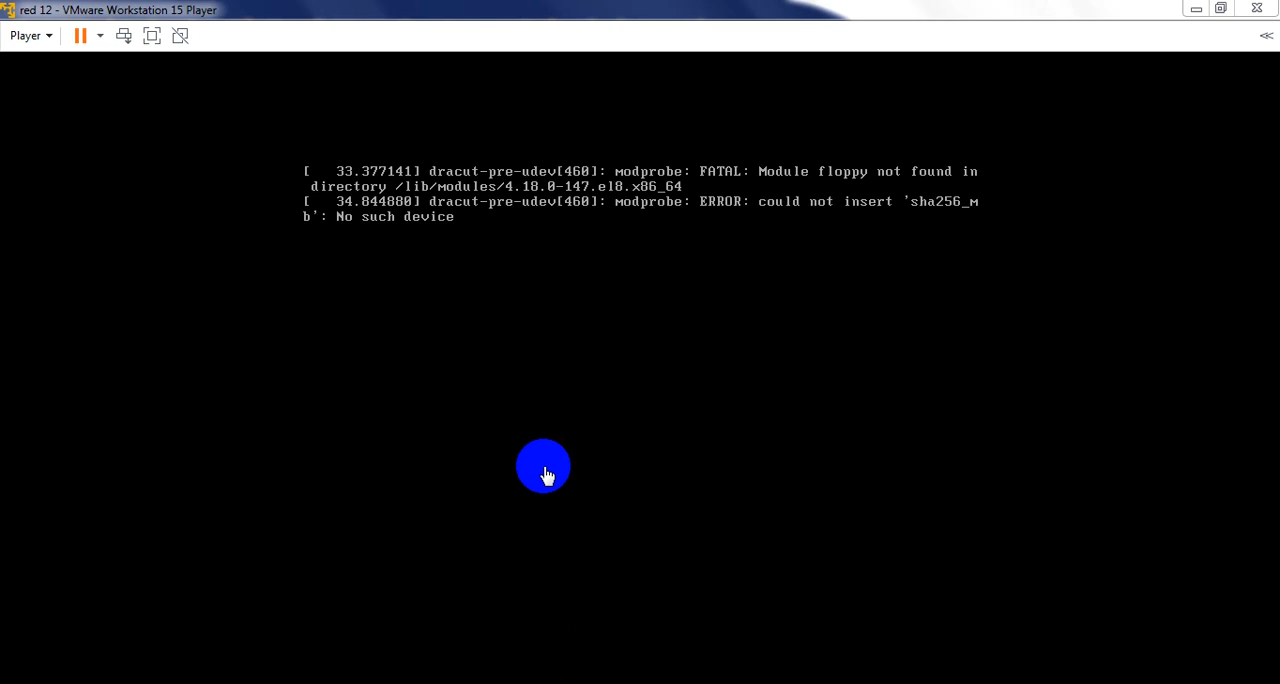 red 12 - VMware Workstation 15 Player
Player
[   33.377141] dracut-pre-udev[460]: modprobe: FATAL: Module floppy not found in
 directory /lib/modules/4.18.0-147.el8.x86_64
[   34.844880] dracut-pre-udev[460]: modprobe: ERROR: could not insert 'sha256_m
b': No such device